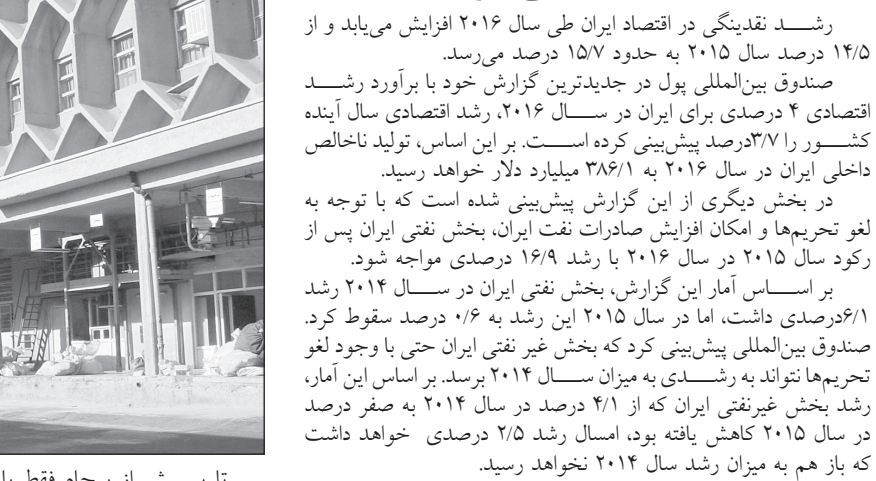 رشد نقدینگی در اقتصاد ایران طی سال ۲۰۱۶ افزایش می‌یابد و از
۱۴/۵ درصد سال ۲۰۱۵ به حدود ۱۵/۷ درصد می‌رسد.
صندوق بین‌المللی پول در جدیدترین گزارش خود با برآورد رشد
اقتصادی ۴ درصدی برای ایران در سال ۲۰۱۶، رشد اقتصادی سال آینده
کشور را ۳/۷درصد پیش‌بینی کرده است. بر این اساس، تولید ناخالص
داخلی ایران در سال ۲۰۱۶ به ۳۸۶/۱ میلیارد دلار خواهد رسید.
در بخش دیگری از این گزارش پیش‌بینی شده است که با توجه به
لغو تحریم‌ها و امکان افزایش صادرات نفت ایران، بخش نفتی ایران پس از
رکود سال ۲۰۱۵ در سال ۲۰۱۶ با رشد ۱۶/۹ درصدی مواجه شود.
بر اساس آمار این گزارش، بخش نفتی ایران در سال ۲۰۱۴ رشد
۶/۱درصدی داشت، اما در سال ۲۰۱۵ این رشد به ۰/۶ درصد سقوط کرد.
صندوق بین‌المللی پیش‌بینی کرد که بخش غیر نفتی ایران حتی با وجود لغو
تحریم‌ها نتواند به رشدی به میزان سال ۲۰۱۴ برسد. بر اساس این آمار،
رشد بخش غیرنفتی ایران که از ۴/۱ درصد در سال ۲۰۱۴ به صفر درصد
در سال ۲۰۱۵ کاهش یافته بود، امسال رشد ۲/۵ درصدی خواهد داشت
که باز هم به میزان رشد سال ۲۰۱۴ نخواهد رسید.